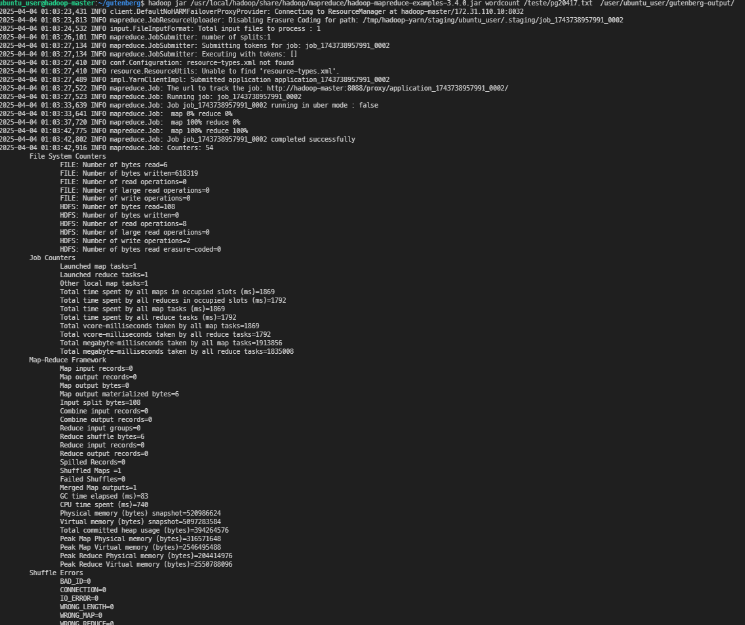 ubuntu_user@hadoop-master:~/gutenberg$ hadoop jar /usr/local/hadoop/share/hadoop/mapreduce/hadoop-mapreduce-examples-3.4.0.jar wordcount /teste/pg20417.txt /user/ubuntu_user/gutenberg-output/
2025-04-04 01:03:23,431 INFO client.DefaultNoHARMFailoverProxyProvider: Connecting to ResourceManager at hadoop-master/172.31.110.10:8032
2025-04-04 01:03:23,813 INFO mapreduce.JobResourceUploader: Disabling Erasure Coding for path: /tmp/hadoop-yarn/staging/ubuntu_user/.staging/job_1743738957991_0002
2025-04-04 01:03:24,532 INFO input.FileInputFormat: Total input files to process : 1
2025-04-04 01:03:26,101 INFO mapreduce.JobSubmitter: number of splits:1
2025-04-04 01:03:27,134 INFO mapreduce.JobSubmitter: Submitting tokens for job: job_1743738957991_0002
2025-04-04 01:03:27,134 INFO mapreduce.JobSubmitter: Executing with tokens: []
2025-04-04 01:03:27,410 INFO conf.Configuration: resource-types.xml not found
2025-04-04 01:03:27,410 INFO resource.ResourceUtils: Unable to find 'resource-types.xml'.
2025-04-04 01:03:27,489 INFO impl.YarnClientImpl: Submitted application application_1743738957991_0002
2025-04-04 01:03:27,522 INFO mapreduce.Job: The url to track the job: http://hadoop-master:8088/proxy/application_1743738957991_0002/
2025-04-04 01:03:27,523 INFO mapreduce.Job: Running job: job_1743738957991_0002
2025-04-04 01:03:33,639 INFO mapreduce.Job: Job job_1743738957991_0002 running in uber mode : false
2025-04-04 01:03:33,641 INFO mapreduce.Job:  map 0% reduce 0%
2025-04-04 01:03:37,720 INFO mapreduce.Job:  map 100% reduce 0%
2025-04-04 01:03:42,775 INFO mapreduce.Job:  map 100% reduce 100%
2025-04-04 01:03:42,802 INFO mapreduce.Job: Job job_1743738957991_0002 completed successfully
2025-04-04 01:03:42,916 INFO mapreduce.Job: Counters: 54
File System Counters
FILE: Number of bytes read=6
FILE: Number of bytes written=618319
FILE: Number of read operations=0
FILE: Number of large read operations=0
FILE: Number of write operations=0
HDFS: Number of bytes read=108
HDFS: Number of bytes written=0
HDFS: Number of read operations=8
HDFS: Number of large read operations=0
HDFS: Number of write operations=2
HDFS: Number of bytes read erasure-coded=0
Job Counters
Launched map tasks=1
Launched reduce tasks=1
Other local map tasks=1
Total time spent by all maps in occupied slots (ms)=1869
Total time spent by all reduces in occupied slots (ms)=1792
Total time spent by all map tasks (ms)=1869
Total time spent by all reduce tasks (ms)=1792
Total vcore-milliseconds taken by all map tasks=1869
Total vcore-milliseconds taken by all reduce tasks=1792
Total megabyte-milliseconds taken by all map tasks=1913856
Total megabyte-milliseconds taken by all reduce tasks=1835008
Map-Reduce Framework
Map input records=0
Map output records=0
Map output bytes=0
Map output materialized bytes=6
Input split bytes=108
Combine input records=0
Combine output records=0
Reduce input groups=0
Reduce shuffle bytes=6
Reduce input records=0
Reduce output records=0
Spilled Records=0
Shuffled Maps =1
Failed Shuffles=0
Merged Map outputs=1
GC time elapsed (ms)=83
CPU time spent (ms)=740
Physical memory (bytes) snapshot=520986624
Virtual memory (bytes) snapshot=5097283584
Total committed heap usage (bytes)=394264576
Peak Map Physical memory (bytes)=316571648
Peak Map Virtual memory (bytes)=2546495488
Peak Reduce Physical memory (bytes)=204414976
Peak Reduce Virtual memory (bytes)=2550788096
Shuffle Errors
BAD_ID=0
CONNECTION=0
IO_ERROR=0
WRONG_LENGTH=0
WRONG_MAP=0
WRONG_REDUCE=0